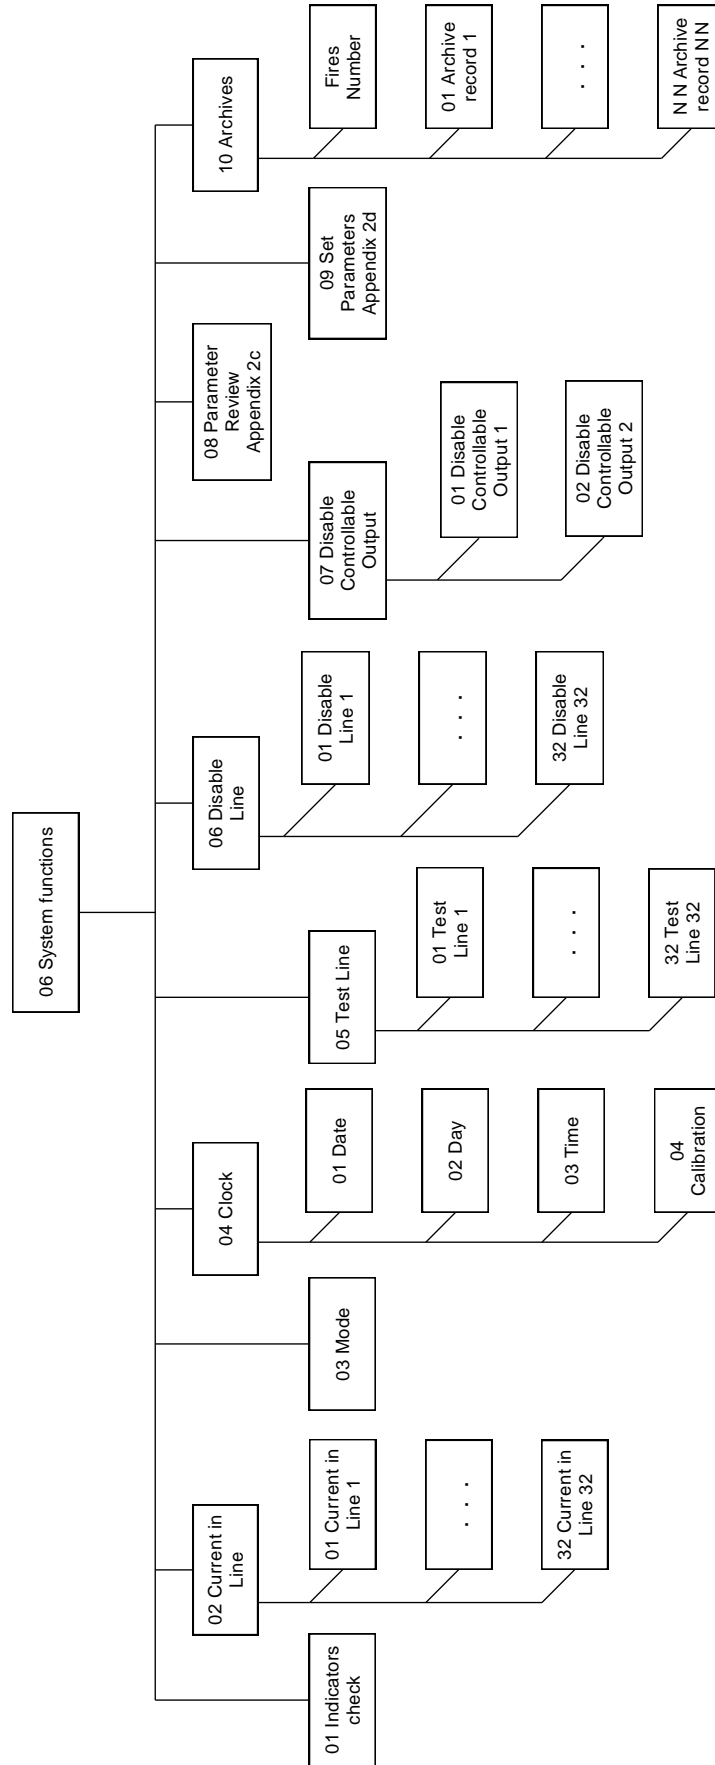 06 System functions
01 Indicators
check
02 Current in
Line
01 Current in
Line 1
. . .
32 Current in
Line 32
03 Mode
04 Clock
01 Date
02 Day
03 Time
04
Calibration
05 Test Line
01 Test
Line 1
. . .
32 Test
Line 32
06 Disable
Line
01 Disable
Line 1
. . .
32 Disable
Line 32
07 Disable
Controllable
Output
01 Disable
Controllable
Output 1
02 Disable
Controllable
Output 2
08 Parameter
Review
Appendix 2c
09 Set
Parameters
Appendix 2d
10 Archives
Fires
Number
01 Archive
record 1
. . .
N N Archive
record N N